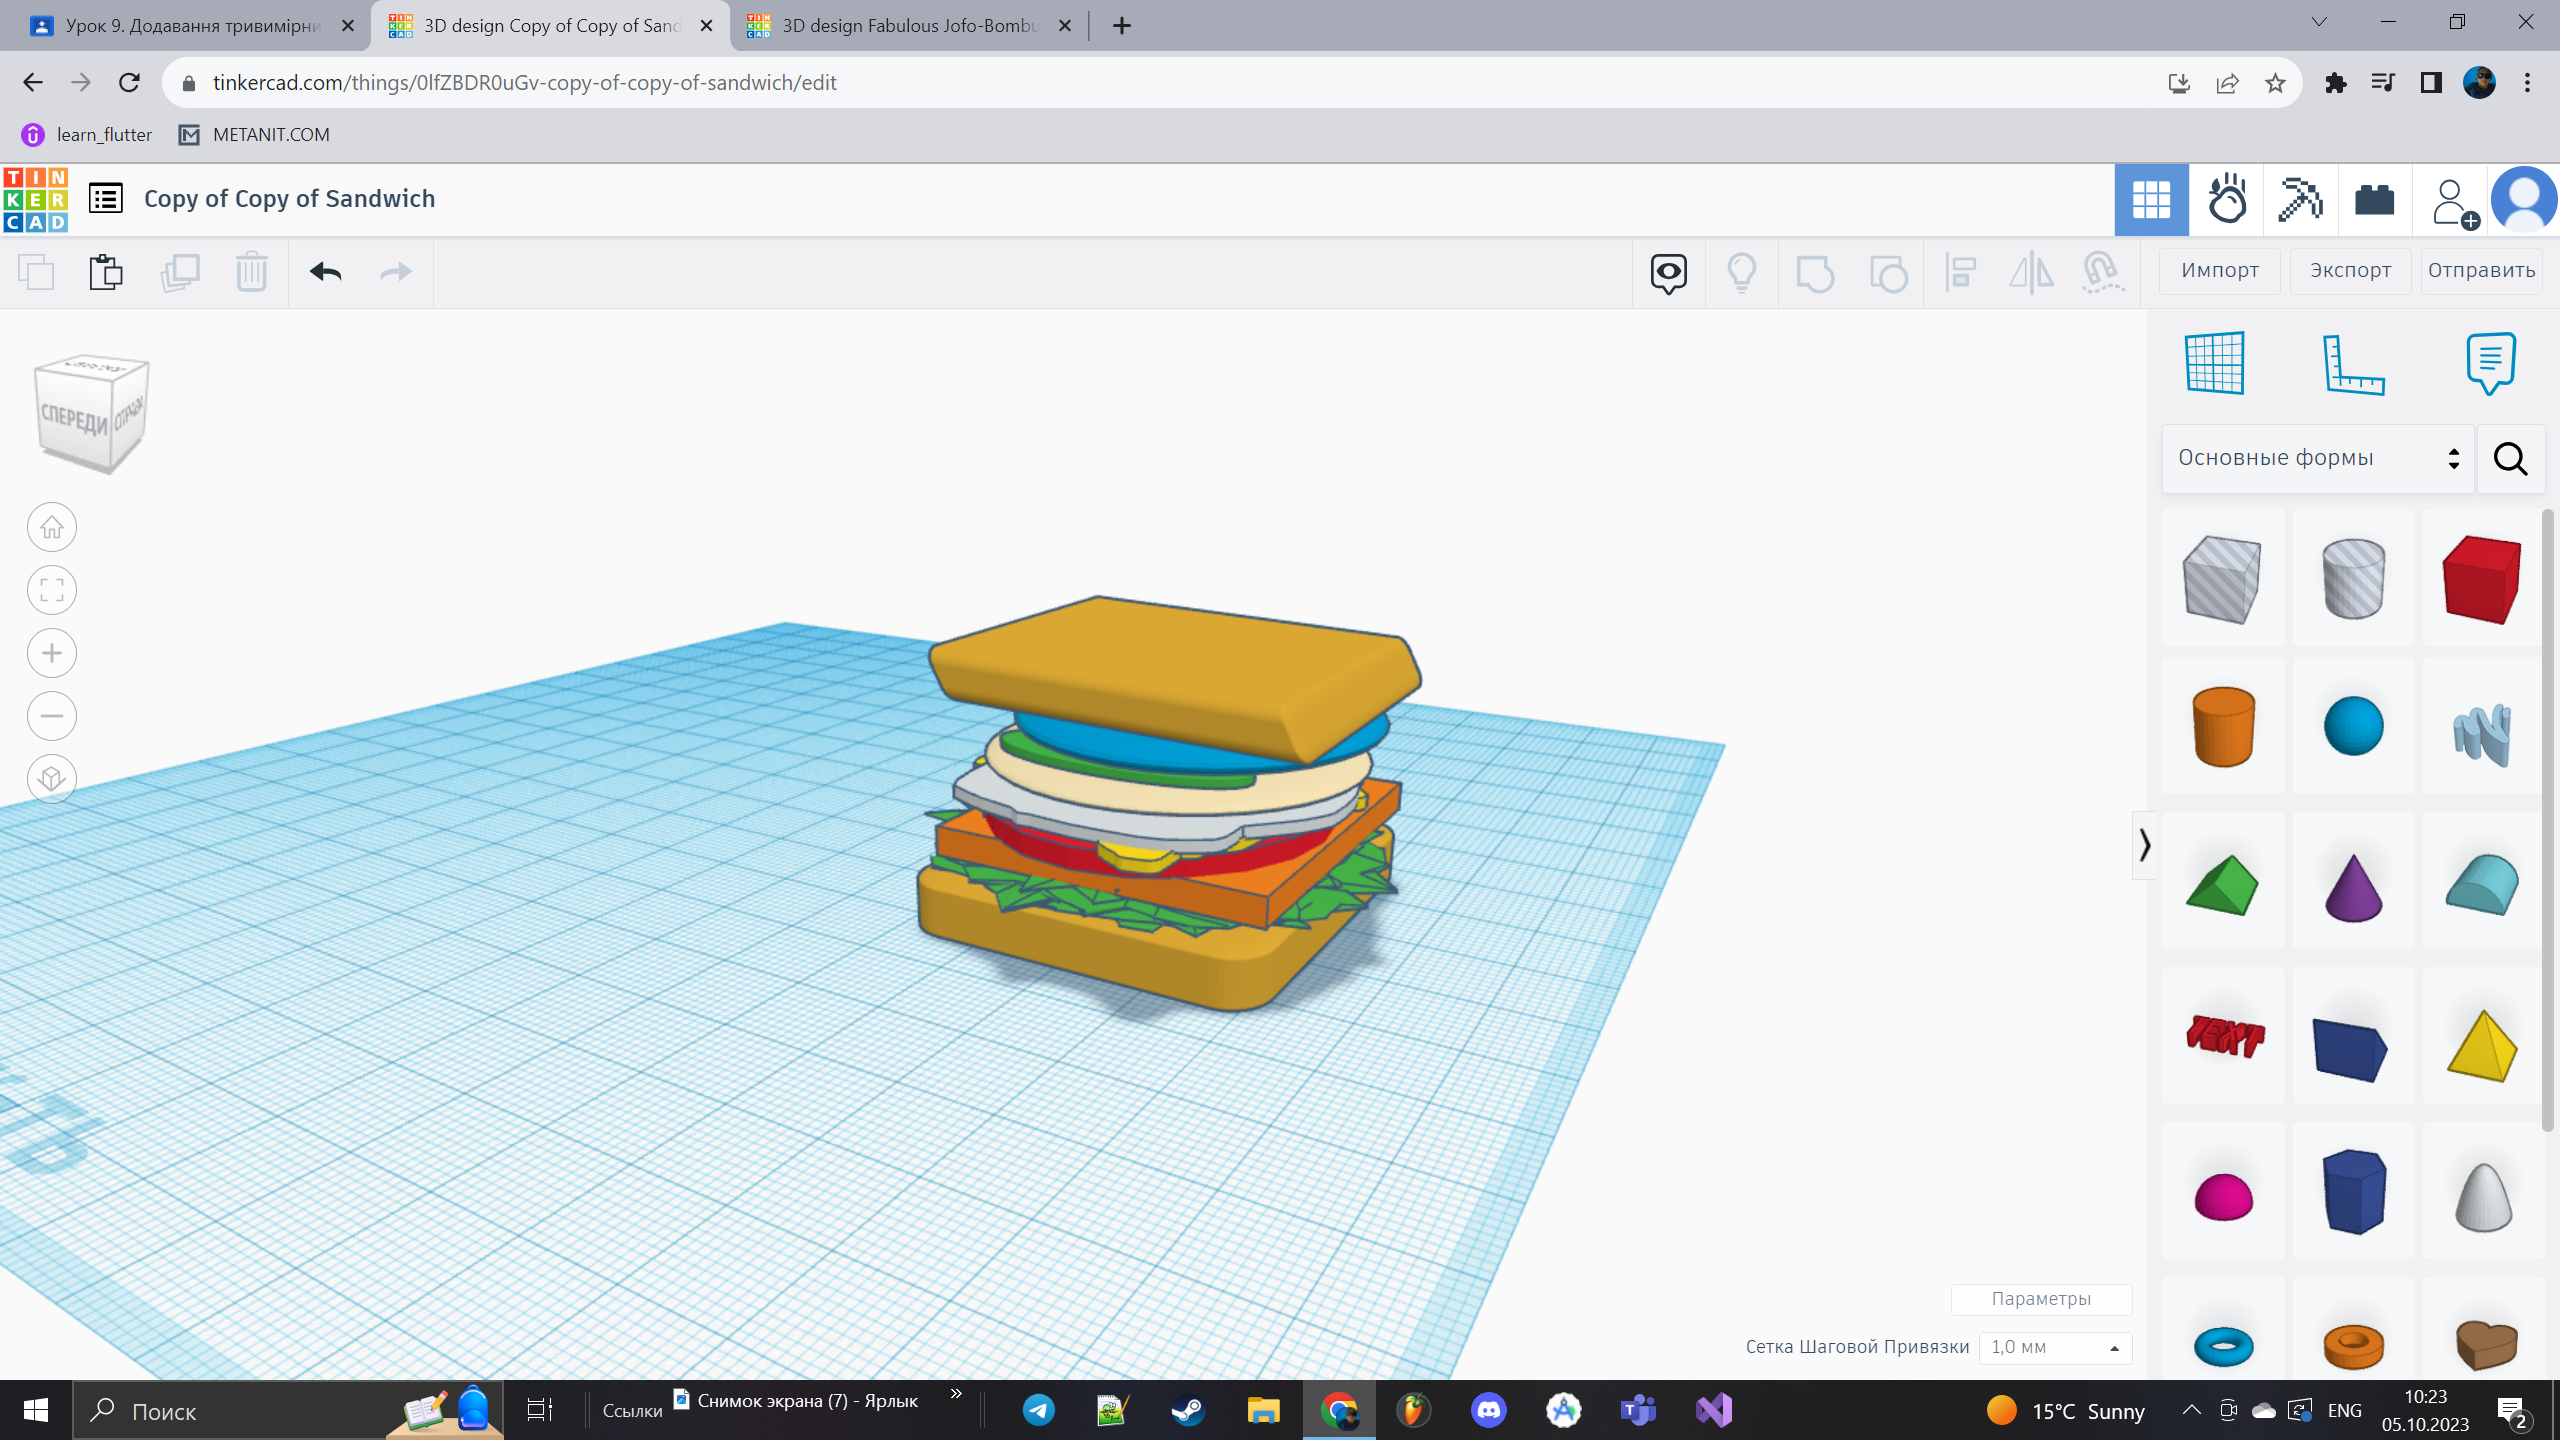 Урок 9. Додавання тривимірни
3D design Copy of Copy of Sand
3D design Fabulous Jofo-Bombu
tinkercad.com/things/0lfZBDR0uGv-copy-of-copy-of-sandwich/edit
learn_flutter
METANIT.COM
TIN
KER
CAD
Copy of Copy of Sandwich
Импорт
Экспорт
Отправить
СПЕРЕДИ
Основные формы
TEXT
Параметры
Сетка Шаговой Привязки
1,0 мм
Поиск
Ссылки
Снимок экрана (7) - Ярлык
15°C Sunny
ENG
10:23
05.10.2023
2